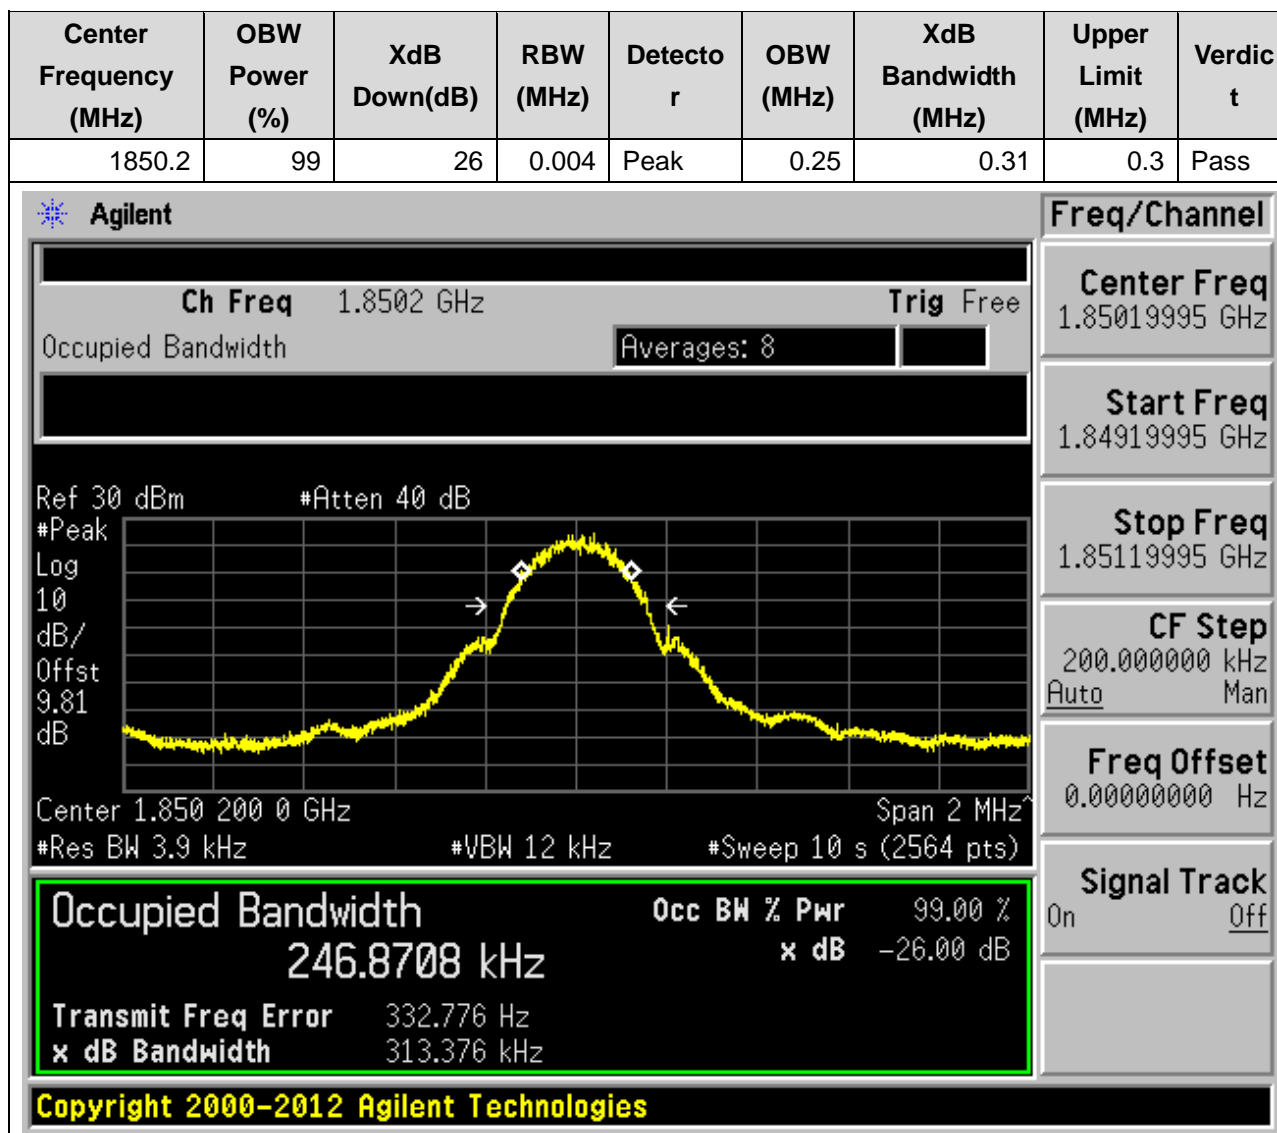 Center Frequency (MHz) OBW Power (%) XdB Down(dB) RBW (MHz) Detecto r OBW (MHz) XdB Bandwidth (MHz) Upper Limit (MHz) Verdic t
1850.2 99 26 0.004 Peak 0.25 0.31 0.3 Pass
Agilent
Ch Freq 1.8502 GHz Trig Free
Occupied Bandwidth Averages: 8
Ref 30 dBm #Atten 40 dB
#Peak
Log
10
dB/
Offst
9.81
dB
Center 1.850 200 0 GHz Span 2 MHz^
#Res BW 3.9 kHz #VBW 12 kHz #Sweep 10 s (2564 pts)
Occupied Bandwidth Occ BW % Pwr 99.00 %
246.8708 kHz x dB -26.00 dB
Transmit Freq Error 332.776 Hz
x dB Bandwidth 313.376 kHz
Copyright 2000-2012 Agilent Technologies
Freq/Channel
Center Freq
1.85019995 GHz
Start Freq
1.84919995 GHz
Stop Freq
1.85119995 GHz
CF Step
200.000000 kHz
Auto Man
Freq Offset
0.00000000 Hz
Signal Track
On Off